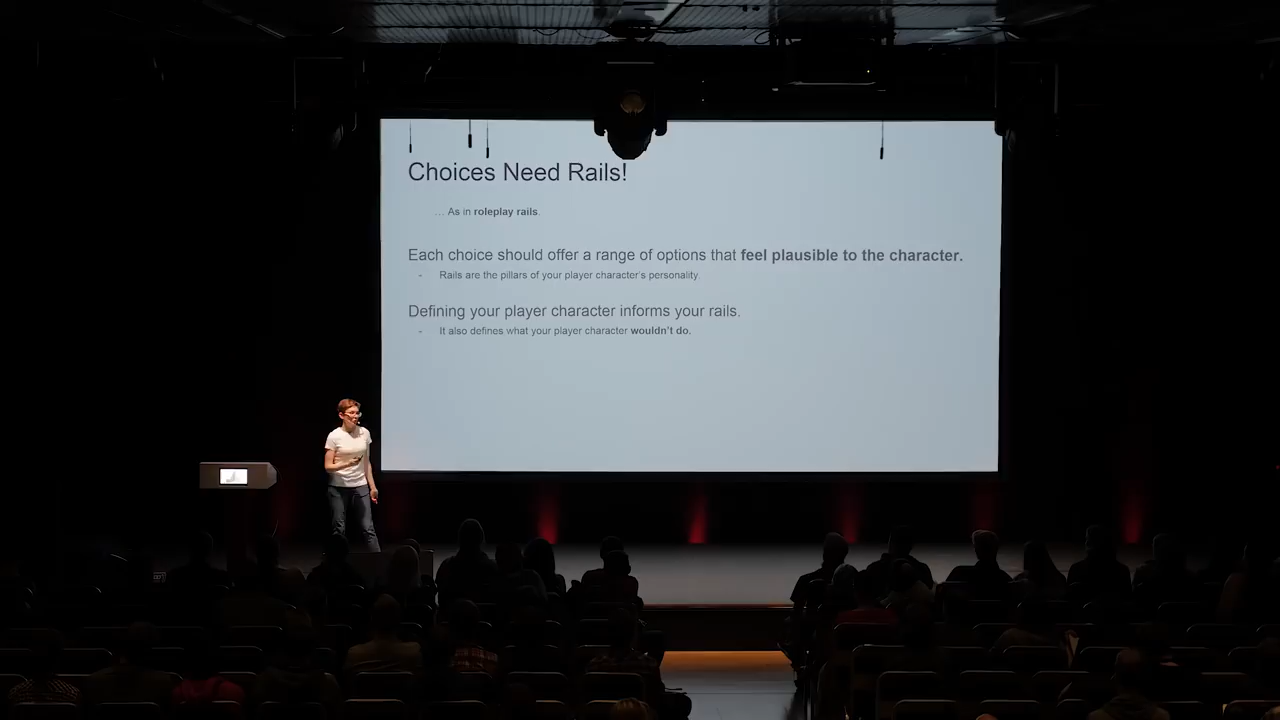 Choices Need Rails!
... As in roleplay rails.
Each choice should offer a range of options that feel plausible to the character.
- Rails are the pillars of your player character's personality.
Defining your player character informs your rails.
- It also defines what your player character wouldn't do.